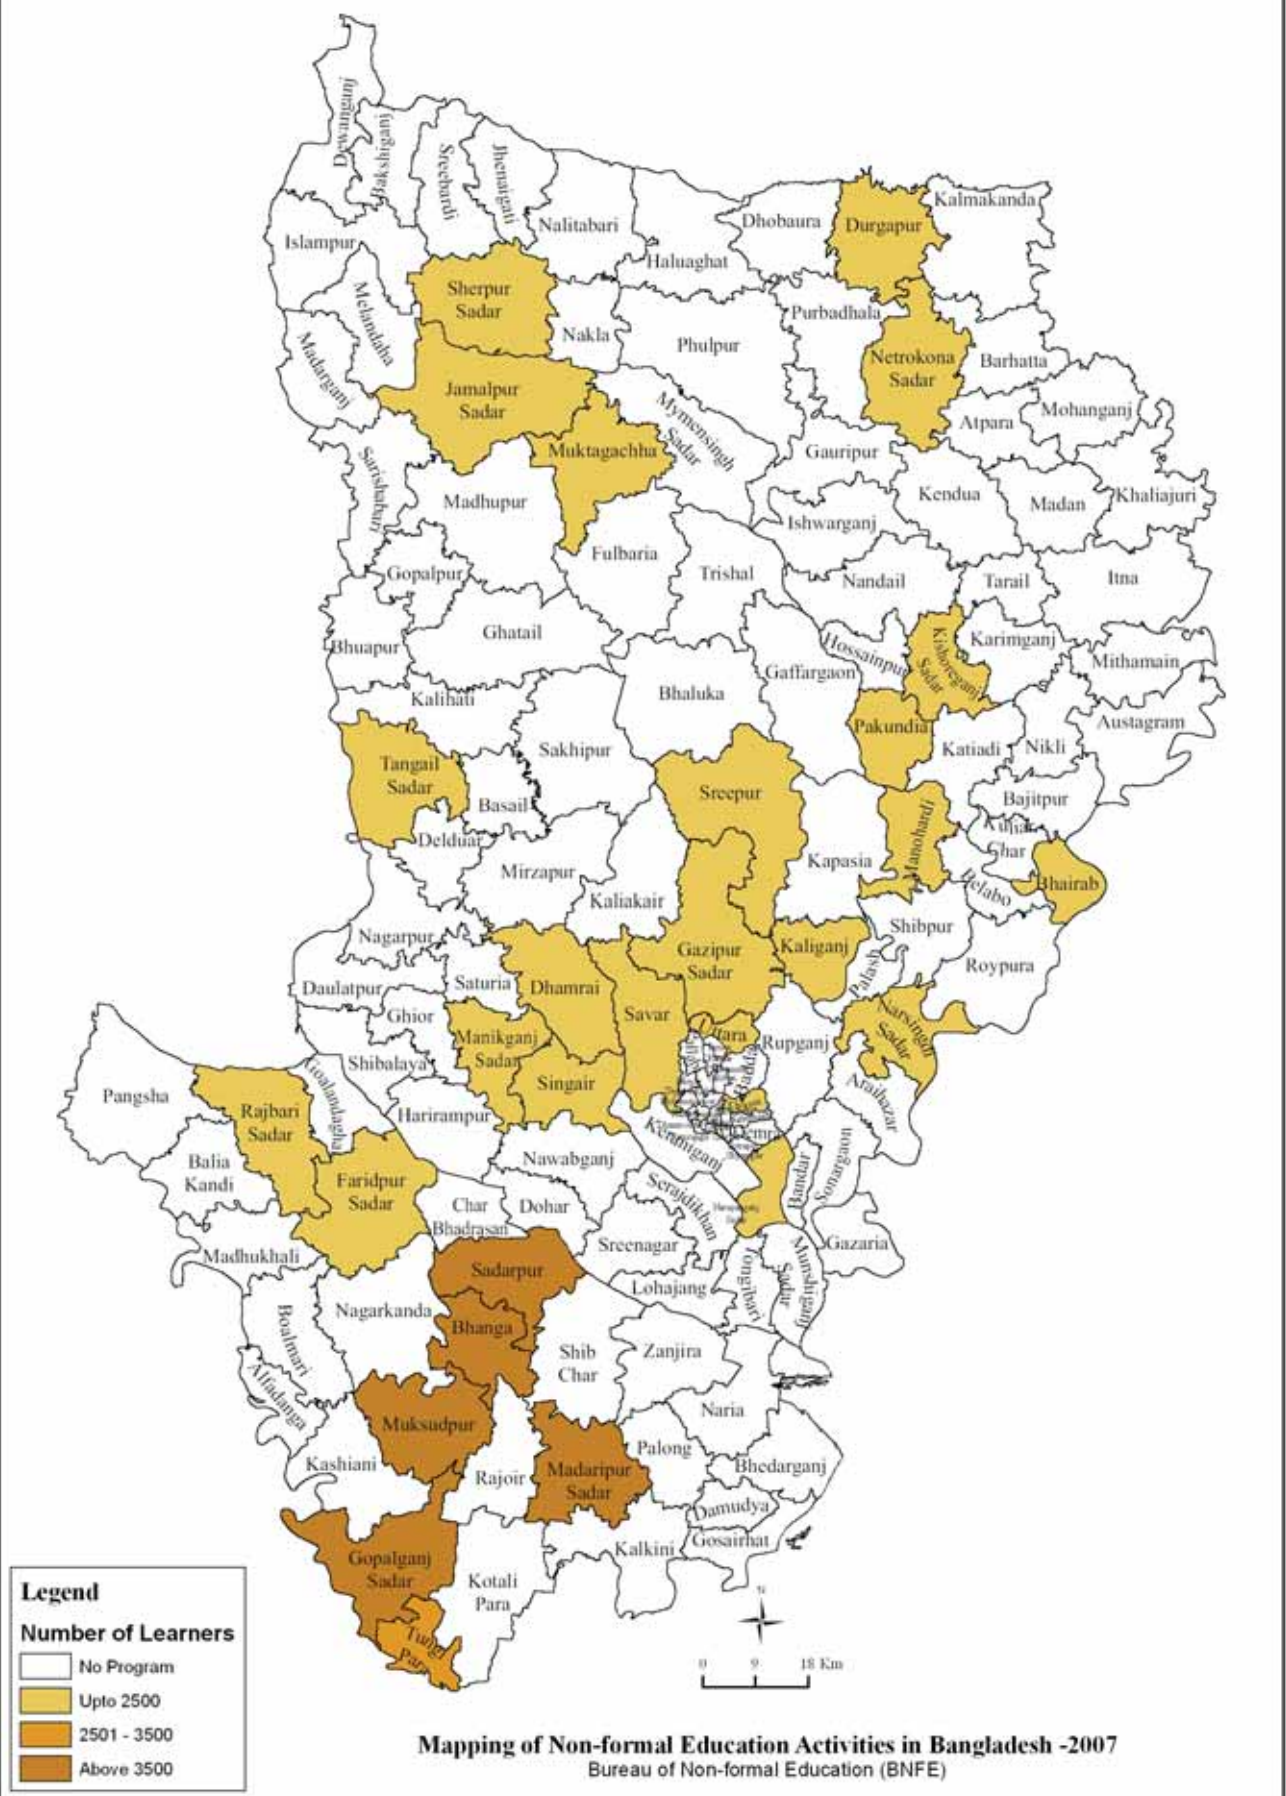 Dewanganj
Bakshiganj
Sreebardi
Jhenaigati
Nalitabari
Haluaghat
Dhobaura
Durgapur
Kalmakanda
Islampur
Melandaha
Madarganj
Sherpur
Sadar
Nakla
Phulpur
Purbadhala
Netrokona
Sadar
Barhatta
Jamalpur
Sadar
Muktagachha
Mymensingh
Sadar
Gauripur
Atpara
Mohanganj
Sarishabari
Madhupur
Ishwarganj
Kendua
Madan
Khaliajuri
Gopalpur
Fulbaria
Trishal
Nandail
Tarail
Itna
Bhuapur
Ghatail
Bhaluka
Gaffargaon
Hossainpur
Kishoreganj
Sadar
Karimganj
Mithamain
Kalihati
Sakhipur
Pakundia
Katiadi
Nikli
Austagram
Tangail
Sadar
Basail
Sreepur
Bajitpur
Delduar
Mirzapur
Kaliakair
Kapasia
Manohardi
Char
Belabo
Bhairab
Nagarpur
Gazipur
Sadar
Kaliganj
Shibpur
Palash
Roypura
Daulatpur
Saturia
Dhamrai
Savar
Ghior
Manikganj
Sadar
Uttara
Rupganj
Narsingdi
Sadar
Shibalaya
Singair
Badda
Araihazar
Pangsha
Rajbari
Sadar
Goalandagha
Harirampur
Keraniganj
Demra
Balia
Kandi
Faridpur
Sadar
Nawabganj
Bandar
Sonargaon
Char
Bhadrasan
Dohar
Serajdikhan
Madhukhali
Sreenagar
Gazaria
Sadarpur
Lohajang
Tongibari
Munshiganj
Sadar
Nagarkanda
Bhanga
Boalmari
Shib
Char
Zanjira
Alfadanga
Muksudpur
Naria
Kashiani
Rajoir
Madaripur
Sadar
Palong
Bhedarganj
Damudya
Gosairhat
Kalkini
Gopalganj
Sadar
Kotali
Para
Tungi
Para
N
0 9 18 Km
Legend
Number of Learners
No Program
Upto 2500
2501 - 3500
Above 3500
Mapping of Non-formal Education Activities in Bangladesh -2007
Bureau of Non-formal Education (BNFE)